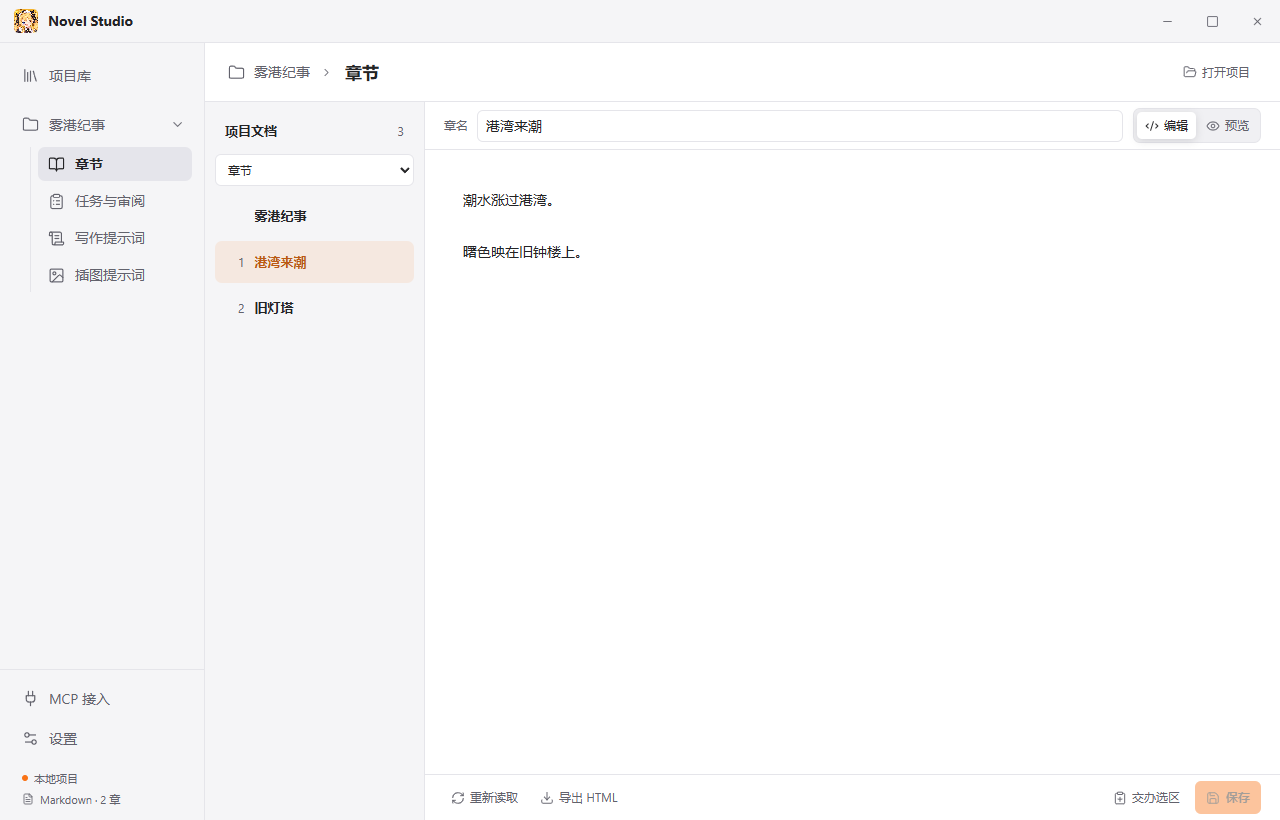 Novel Studio
项目库
雾港纪事
章节
任务与审阅
写作提示词
插图提示词
MCP 接入
设置
本地项目
Markdown · 2 章
雾港纪事
章节
打开项目
项目文档 3
章节
雾港纪事
1 港湾来潮
2 旧灯塔
章名 港湾来潮
编辑 预览
潮水涨过港湾。
曙色映在旧钟楼上。
重新读取 导出 HTML
交办选区 保存